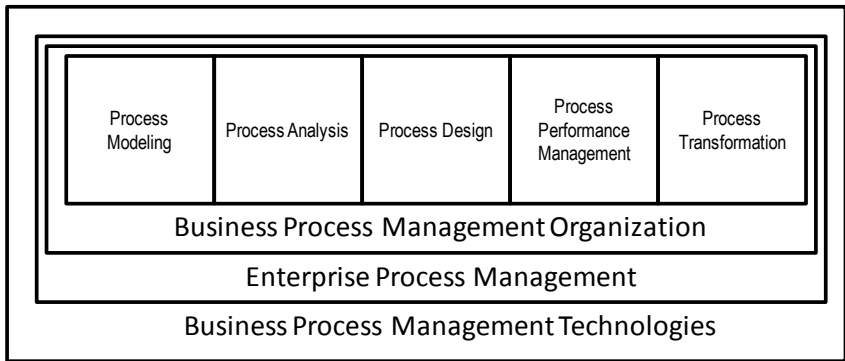 Process
Modeling
Process Analysis
Process Design
Process
Performance
Management
Process
Transformation
Business Process Management Organization
Enterprise Process Management
Business Process Management Technologies